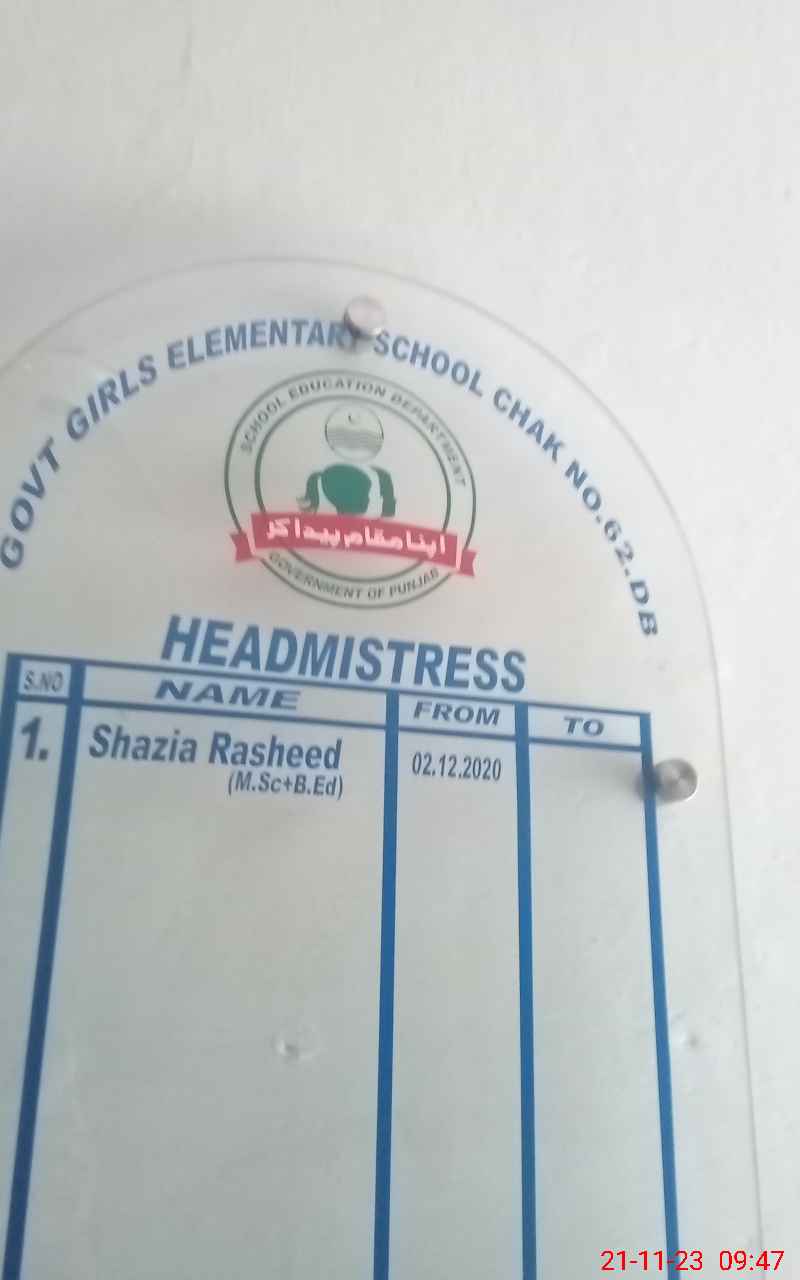 GOVT GIRLS ELEMENTARY SCHOOL CHAK NO.62.DB
SCHOOL EDUCATION DEPARTMENT
اپنا مقام پیدا کر
GOVERNMENT OF PUNJAB
HEADMISTRESS
S.NO NAME FROM TO
1. Shazia Rasheed 02.12.2020
(M.Sc+B.Ed)
21-11-23 09:47